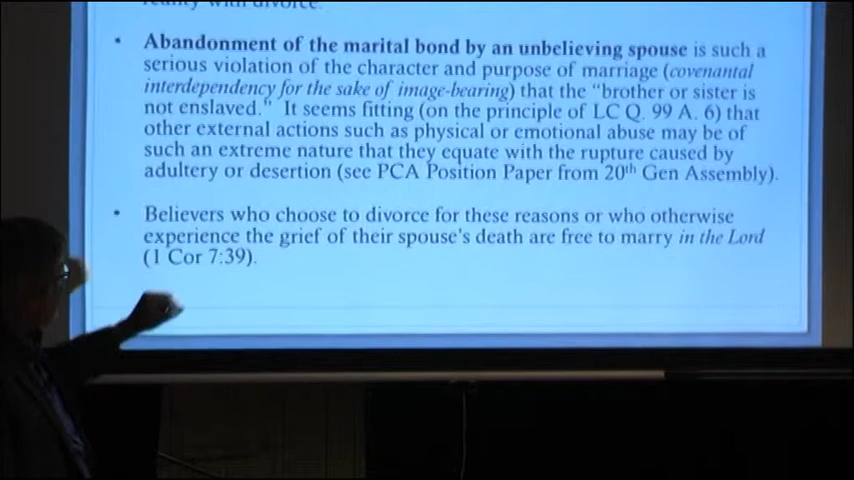 reality with divorce.
• Abandonment of the marital bond by an unbelieving spouse is such a
serious violation of the character and purpose of marriage (covenantal
interdependency for the sake of image-bearing) that the “brother or sister is
not enslaved.” It seems fitting (on the principle of LC Q. 99 A. 6) that
other external actions such as physical or emotional abuse may be of
such an extreme nature that they equate with the rupture caused by
adultery or desertion (see PCA Position Paper from 20th Gen Assembly).
• Believers who choose to divorce for these reasons or who otherwise
experience the grief of their spouse’s death are free to marry in the Lord
(1 Cor 7:39).